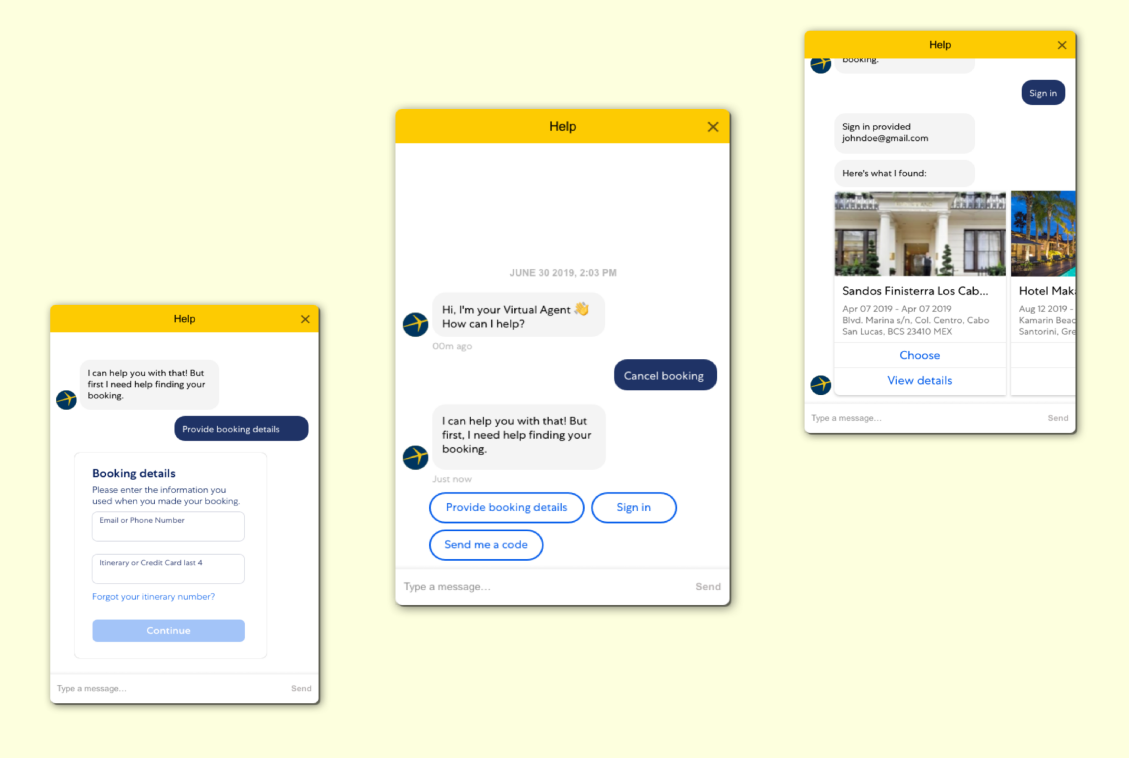 Help
I can help you with that! But
first I need help finding your
booking.
Provide booking details
Booking details
Please enter the information you
used when you made your booking.
Email or Phone Number
Itinerary or Credit Card last 4
Forgot your itinerary number?
Continue
Type a message...
Send
Help
JUNE 30 2019, 2:03 PM
Hi, I'm your Virtual Agent 👋
How can I help?
00m ago
Cancel booking
I can help you with that! But
first, I need help finding your
booking.
Just now
Provide booking details
Sign in
Send me a code
Type a message...
Send
Help
booking.
Sign in
Sign in provided
johndoe@gmail.com
Here's what I found:
Sandos Finisterra Los Cab...
Apr 07 2019 - Apr 07 2019
Blvd. Marina s/n, Col. Centro, Cabo
San Lucas, BCS 23410 MEX
Choose
View details
Hotel Mak
Aug 12 2019 -
Kamarin Beac
Santorini, Gre
Type a message...
Send